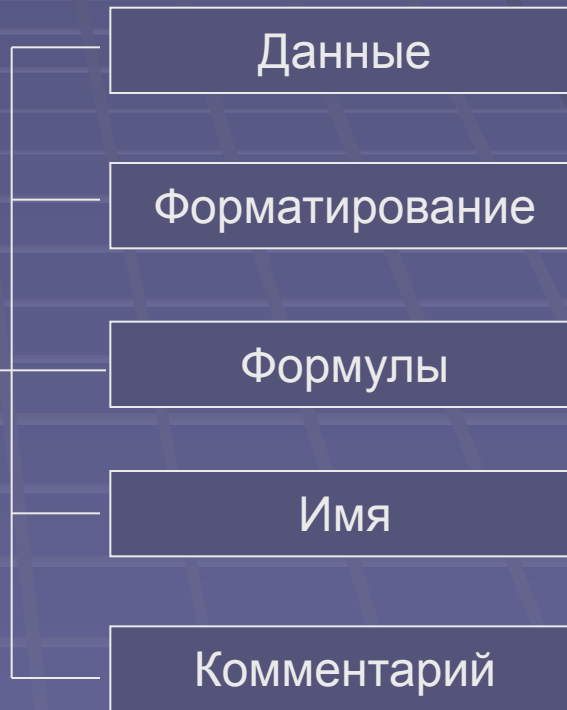 Данные
Форматирование
Формулы
Имя
Комментарий